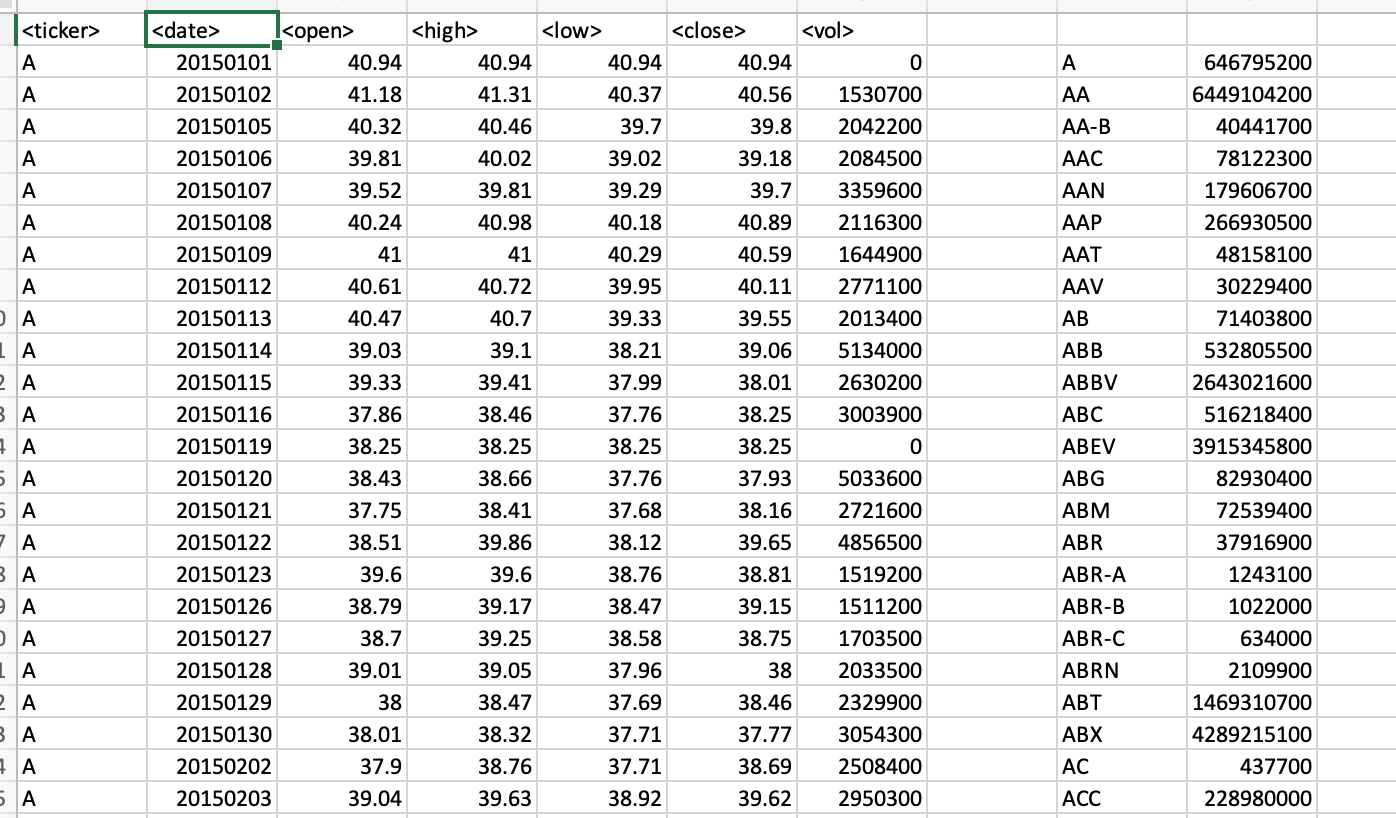 <ticker> <date> <open> <high> <low> <close> <vol>
A 20150101 40.94 40.94 40.94 40.94 0 A 646795200
A 20150102 41.18 41.31 40.37 40.56 1530700 AA 6449104200
A 20150105 40.32 40.46 39.7 39.8 2042200 AA-B 40441700
A 20150106 39.81 40.02 39.02 39.18 2084500 AAC 78122300
A 20150107 39.52 39.81 39.29 39.7 3359600 AAN 179606700
A 20150108 40.24 40.98 40.18 40.89 2116300 AAP 266930500
A 20150109 41 41 40.29 40.59 1644900 AAT 48158100
A 20150112 40.61 40.72 39.95 40.11 2771100 AAV 30229400
A 20150113 40.47 40.7 39.33 39.55 2013400 AB 71403800
A 20150114 39.03 39.1 38.21 39.06 5134000 ABB 532805500
A 20150115 39.33 39.41 37.99 38.01 2630200 ABBV 2643021600
A 20150116 37.86 38.46 37.76 38.25 3003900 ABC 516218400
A 20150119 38.25 38.25 38.25 38.25 0 ABEV 3915345800
A 20150120 38.43 38.66 37.76 37.93 5033600 ABG 82930400
A 20150121 37.75 38.41 37.68 38.16 2721600 ABM 72539400
A 20150122 38.51 39.86 38.12 39.65 4856500 ABR 37916900
A 20150123 39.6 39.6 38.76 38.81 1519200 ABR-A 1243100
A 20150126 38.79 39.17 38.47 39.15 1511200 ABR-B 1022000
A 20150127 38.7 39.25 38.58 38.75 1703500 ABR-C 634000
A 20150128 39.01 39.05 37.96 38 2033500 ABRN 2109900
A 20150129 38 38.47 37.69 38.46 2329900 ABT 1469310700
A 20150130 38.01 38.32 37.71 37.77 3054300 ABX 4289215100
A 20150202 37.9 38.76 37.71 38.69 2508400 AC 437700
A 20150203 39.04 39.63 38.92 39.62 2950300 ACC 228980000